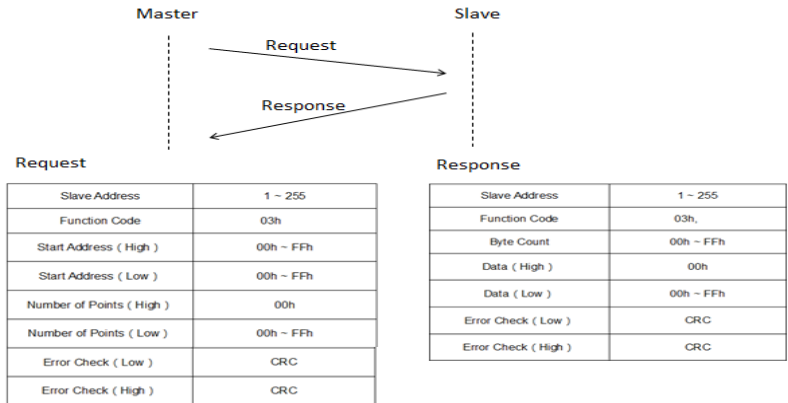 Master Slave
Request
Response
Request
Slave Address 1 ~ 255
Function Code 03h
Start Address ( High ) 00h ~ FFh
Start Address ( Low ) 00h ~ FFh
Number of Points ( High ) 00h
Number of Points ( Low ) 00h ~ FFh
Error Check ( Low ) CRC
Error Check ( High ) CRC
Response
Slave Address 1 ~ 255
Function Code 03h,
Byte Count 00h ~ FFh
Data ( High ) 00h
Data ( Low ) 00h ~ FFh
Error Check ( Low ) CRC
Error Check ( High ) CRC